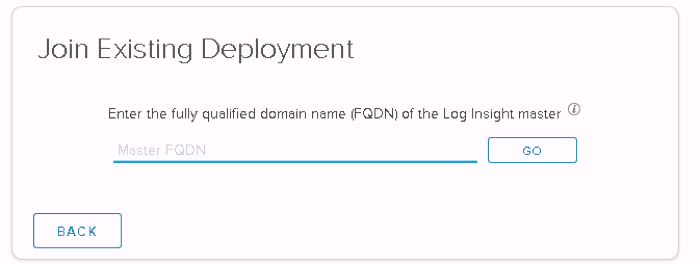 Join Existing Deployment
Enter the fully qualified domain name (FQDN) of the Log Insight master
Master FQDN
GO
BACK